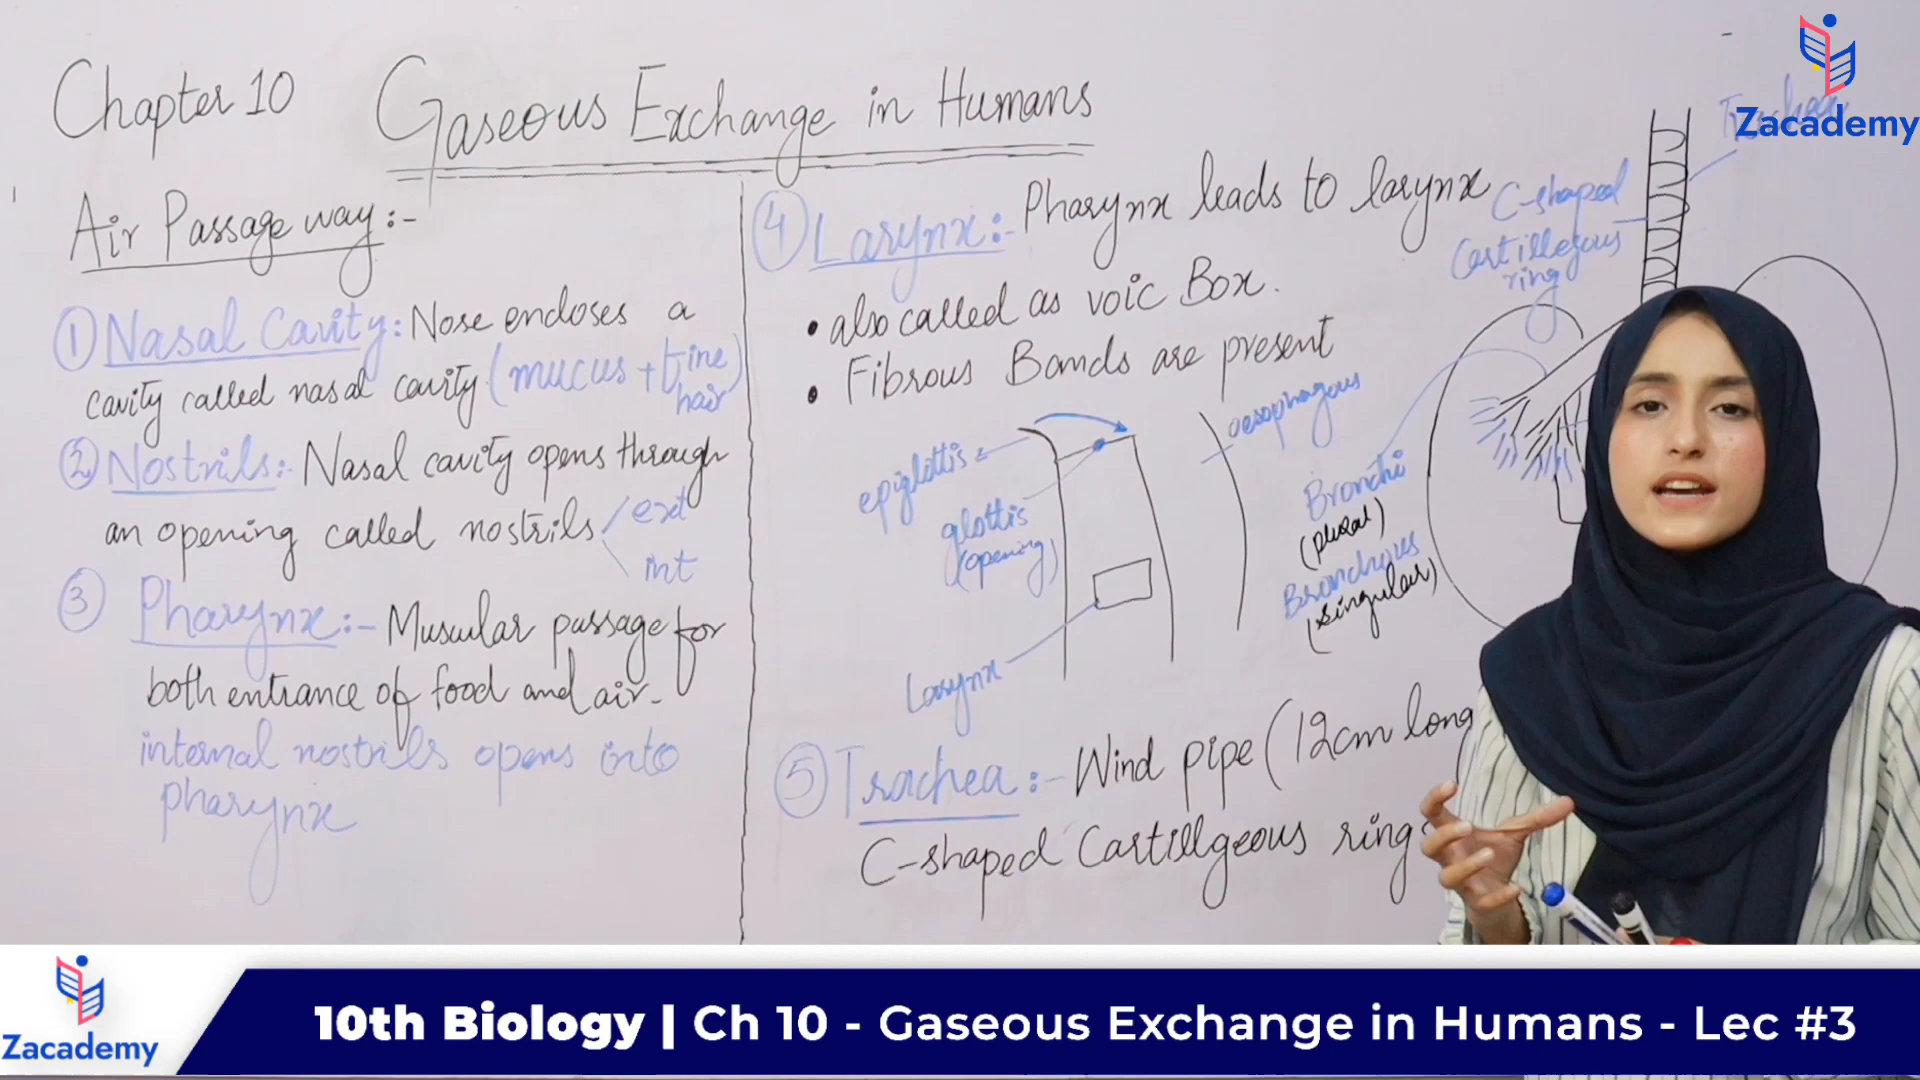 Chapter 10 Gaseous Exchange in Humans
Air Passage way:-
① Nasal Cavity: Nose encloses a
cavity called nasal cavity (mucus + fine
hair)
② Nostrils:- Nasal cavity opens through
an opening called nostrils ext
int
③ Pharynx:- Muscular passage for
both entrance of food and air-
internal nostrils opens into
pharynx
④ Larynx:- Pharynx leads to larynx
• also called as voic Box.
• Fibrous Bands are present
epiglottis
glottis
(opening)
oesophagous
Larynx
⑤ Trachea:- Wind pipe (12cm long
C-shaped Cartillgeous rings
Trachea
C-shaped
Cartillegous
ring
Bronchi
(plural)
Bronchous
(singular)
Zacademy
Zacademy
10th Biology | Ch 10 - Gaseous Exchange in Humans - Lec #3